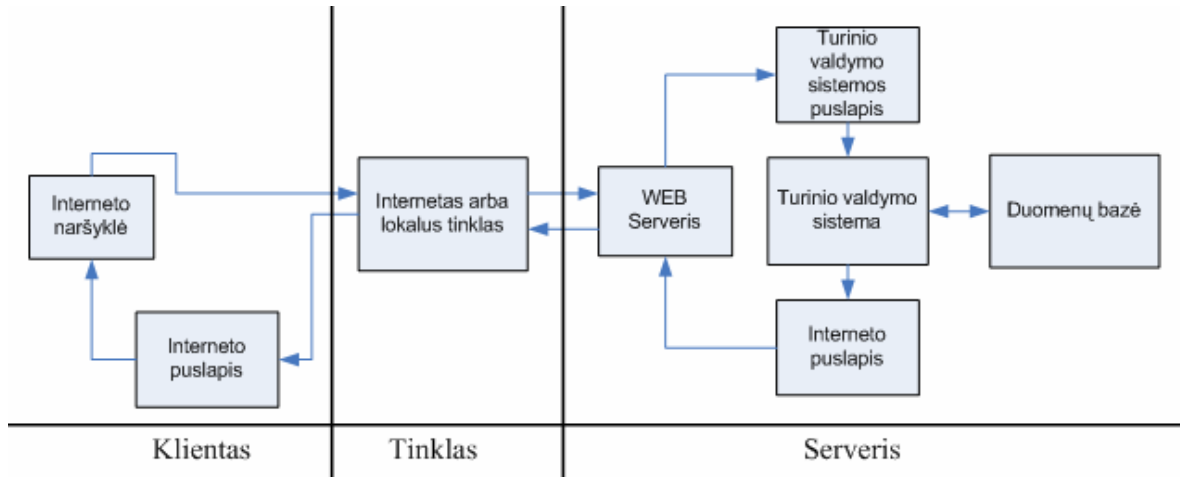 Turinio
valdymo
sistemos
puslapis
Interneto
naršyklė
Internetas arba
lokalus tinklas
WEB
Serveris
Turinio valdymo
sistema
Duomenų bazė
Interneto
puslapis
Interneto
puslapis
Klientas
Tinklas
Serveris